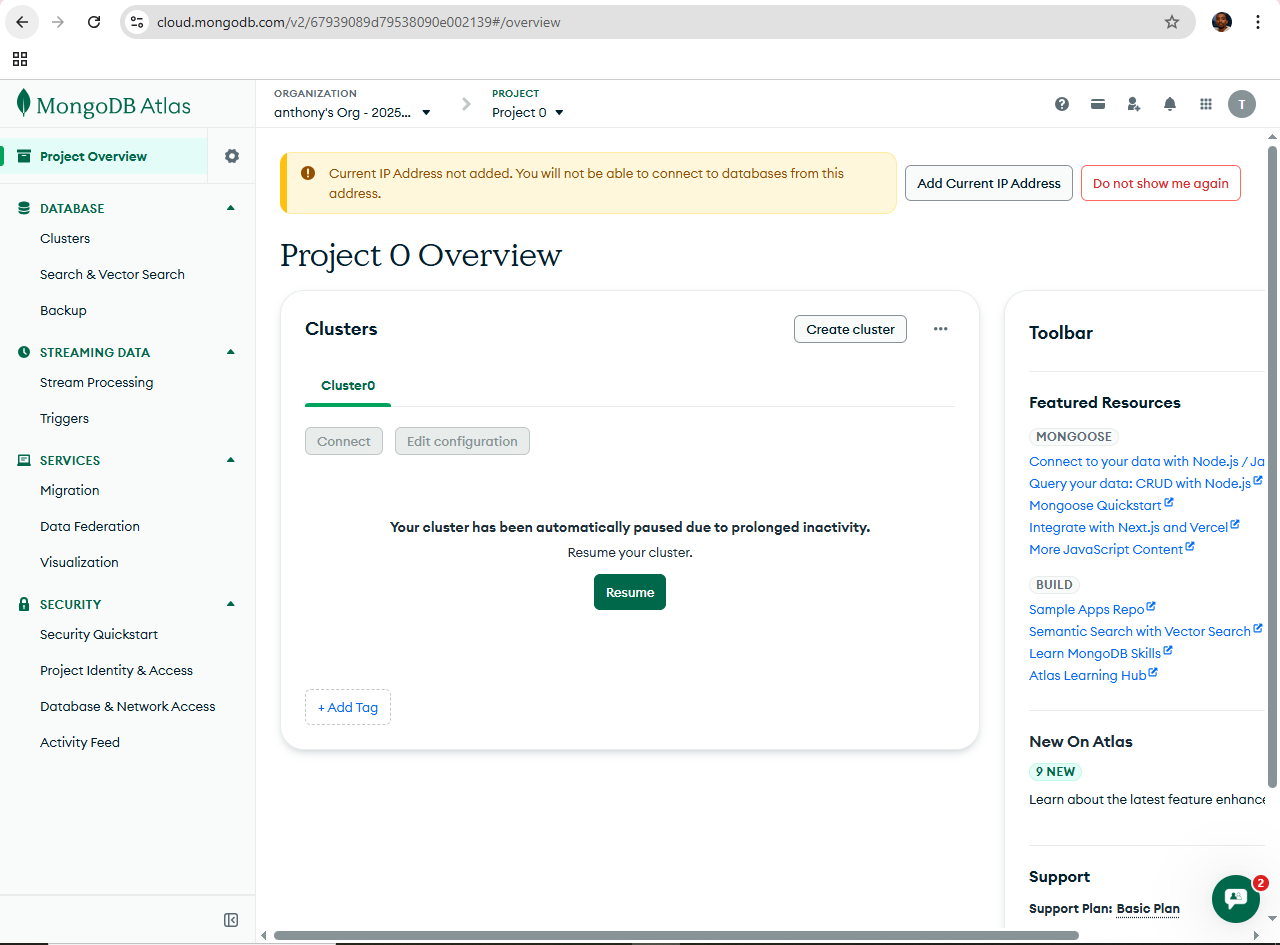 cloud.mongodb.com/v2/67939089d79538090e002139#/overview
MongoDB Atlas
ORGANIZATION
anthony's Org - 2025...
PROJECT
Project 0
T
Project Overview
DATABASE
Clusters
Search & Vector Search
Backup
STREAMING DATA
Stream Processing
Triggers
SERVICES
Migration
Data Federation
Visualization
SECURITY
Security Quickstart
Project Identity & Access
Database & Network Access
Activity Feed
Current IP Address not added. You will not be able to connect to databases from this
address.
Add Current IP Address
Do not show me again
Project 0 Overview
Clusters
Create cluster
Cluster0
Connect
Edit configuration
Your cluster has been automatically paused due to prolonged inactivity.
Resume your cluster.
Resume
+ Add Tag
Toolbar
Featured Resources
MONGOOSE
Connect to your data with Node.js / Ja
Query your data: CRUD with Node.js
Mongoose Quickstart
Integrate with Next.js and Vercel
More JavaScript Content
BUILD
Sample Apps Repo
Semantic Search with Vector Search
Learn MongoDB Skills
Atlas Learning Hub
New On Atlas
9 NEW
Learn about the latest feature enhance
Support
Support Plan: Basic Plan
2